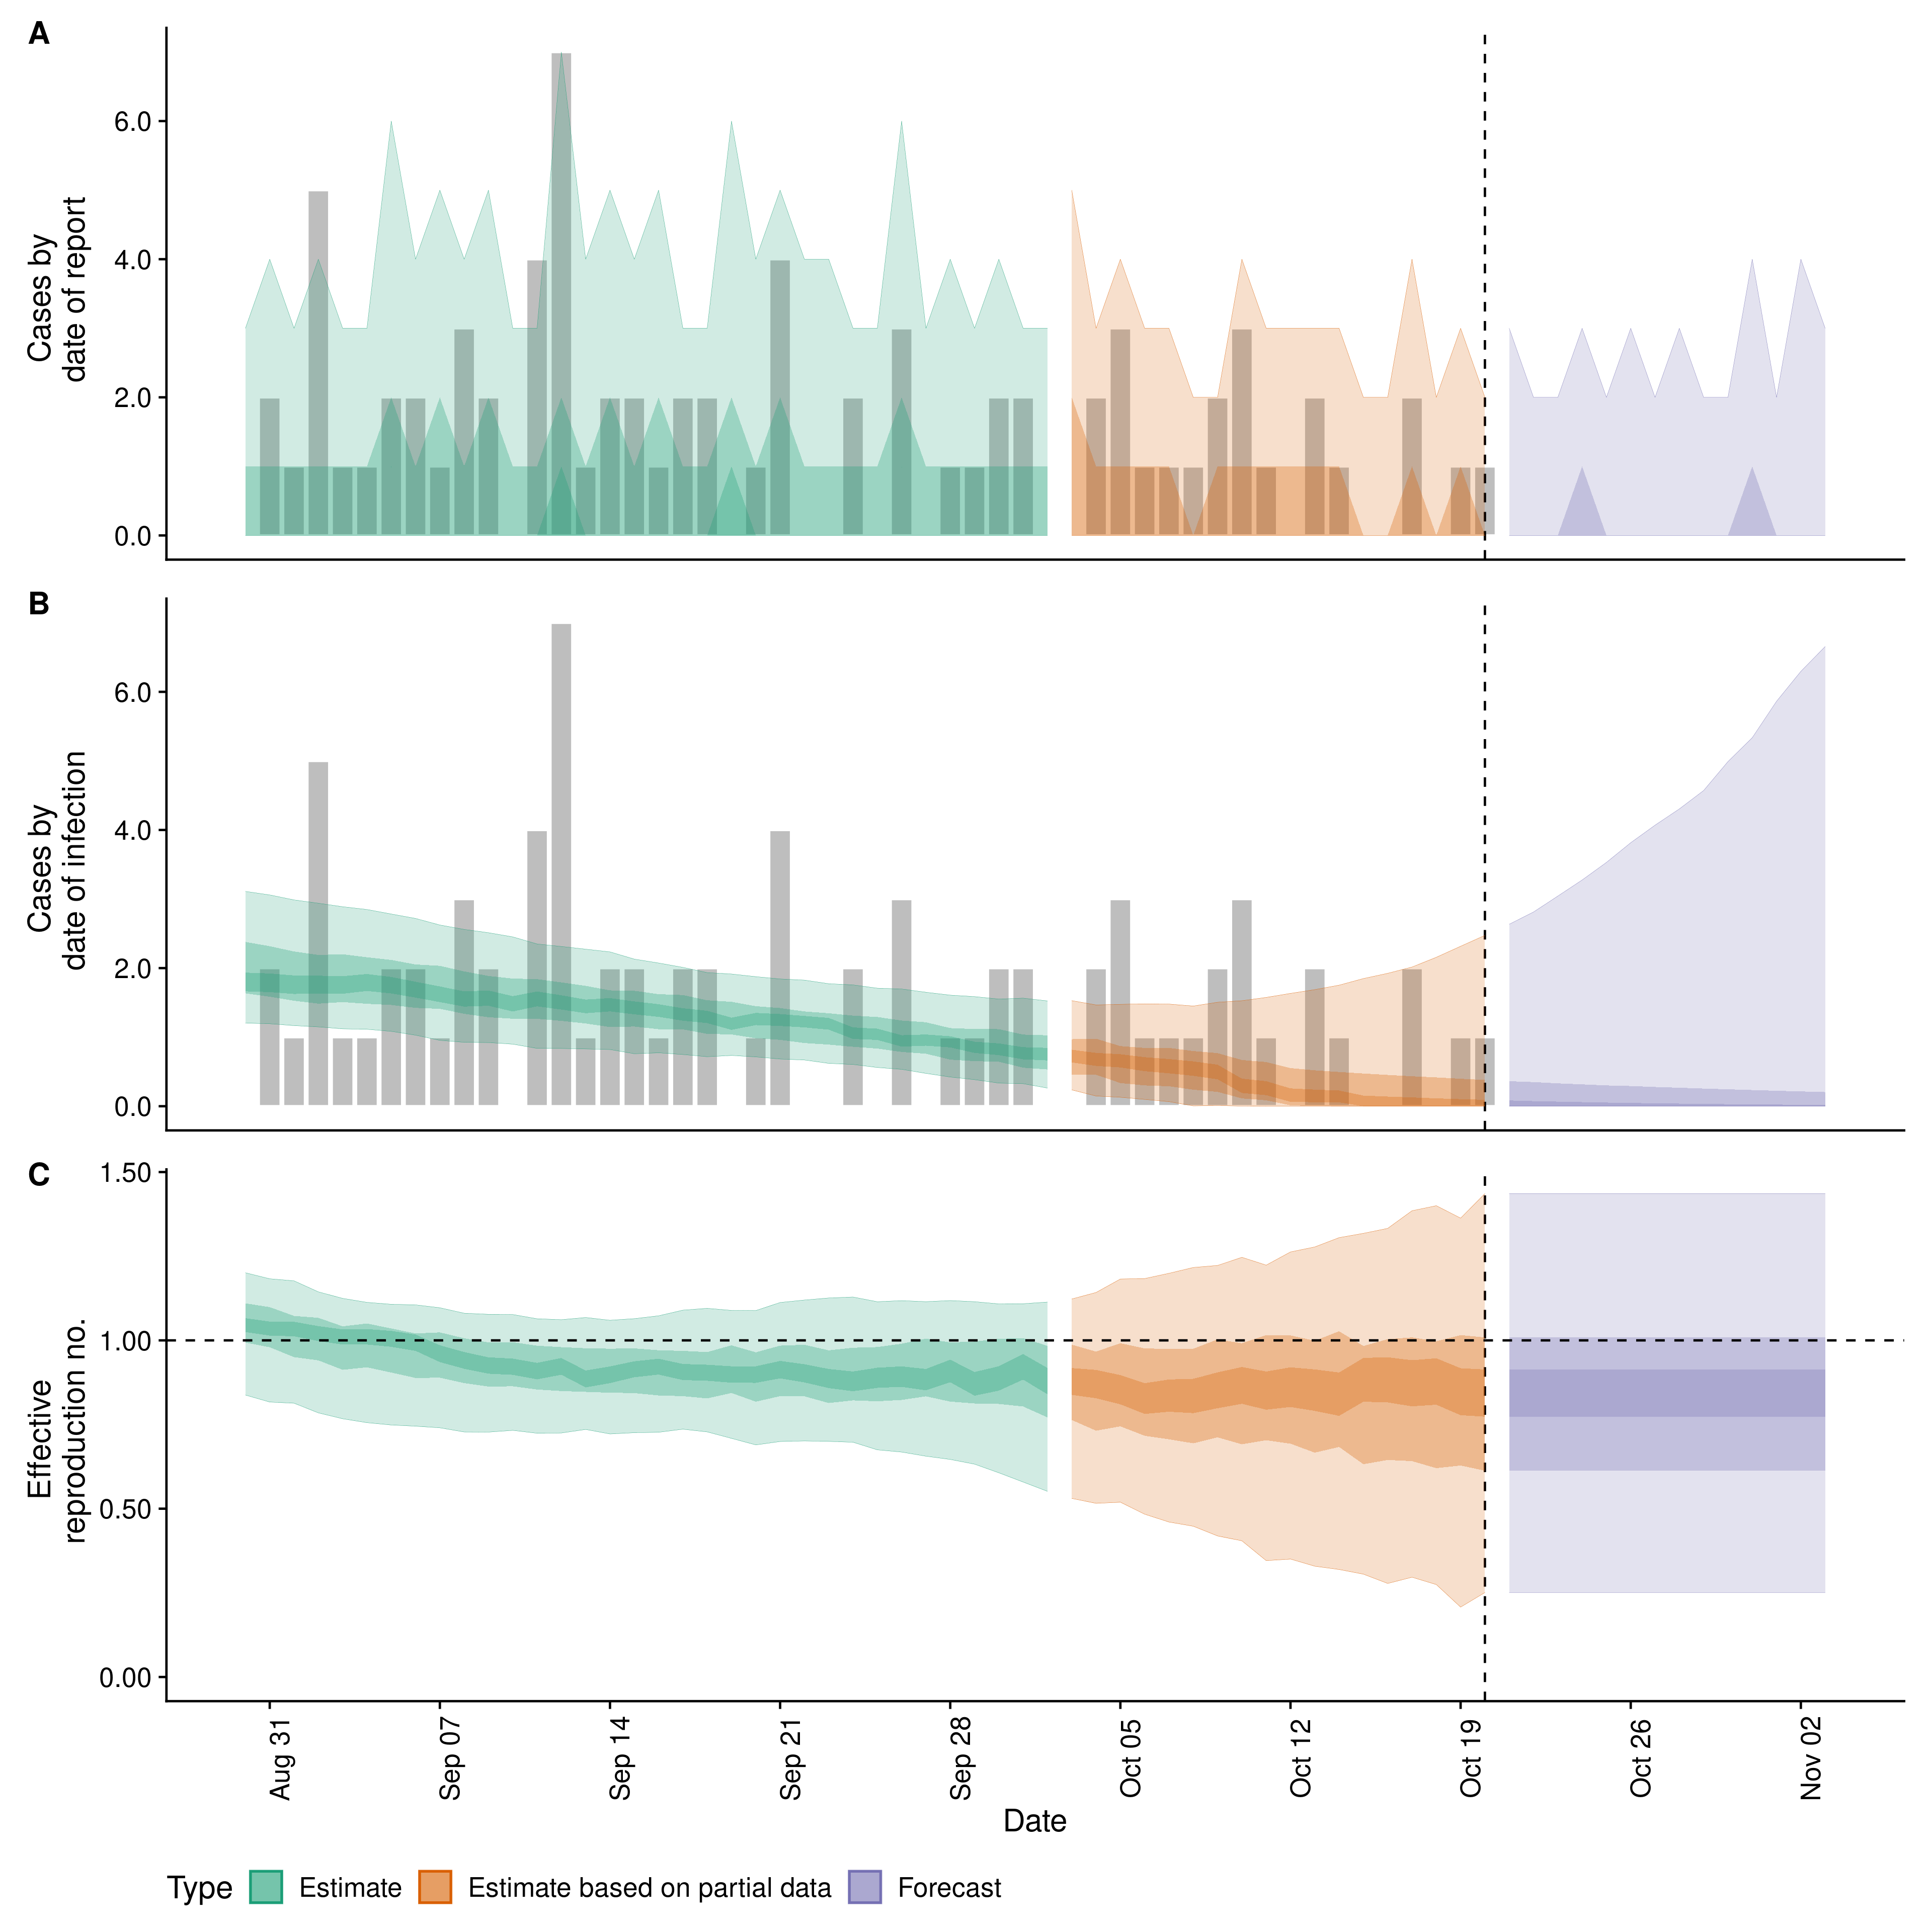 A
Cases by
date of report
6.0
4.0
2.0
0.0
B
Cases by
date of infection
6.0
4.0
2.0
0.0
C
Effective
reproduction no.
1.50
1.00
0.50
0.00
Aug 31
Sep 07
Sep 14
Sep 21
Sep 28
Oct 05
Oct 12
Oct 19
Oct 26
Nov 02
Date
Type Estimate Estimate based on partial data Forecast